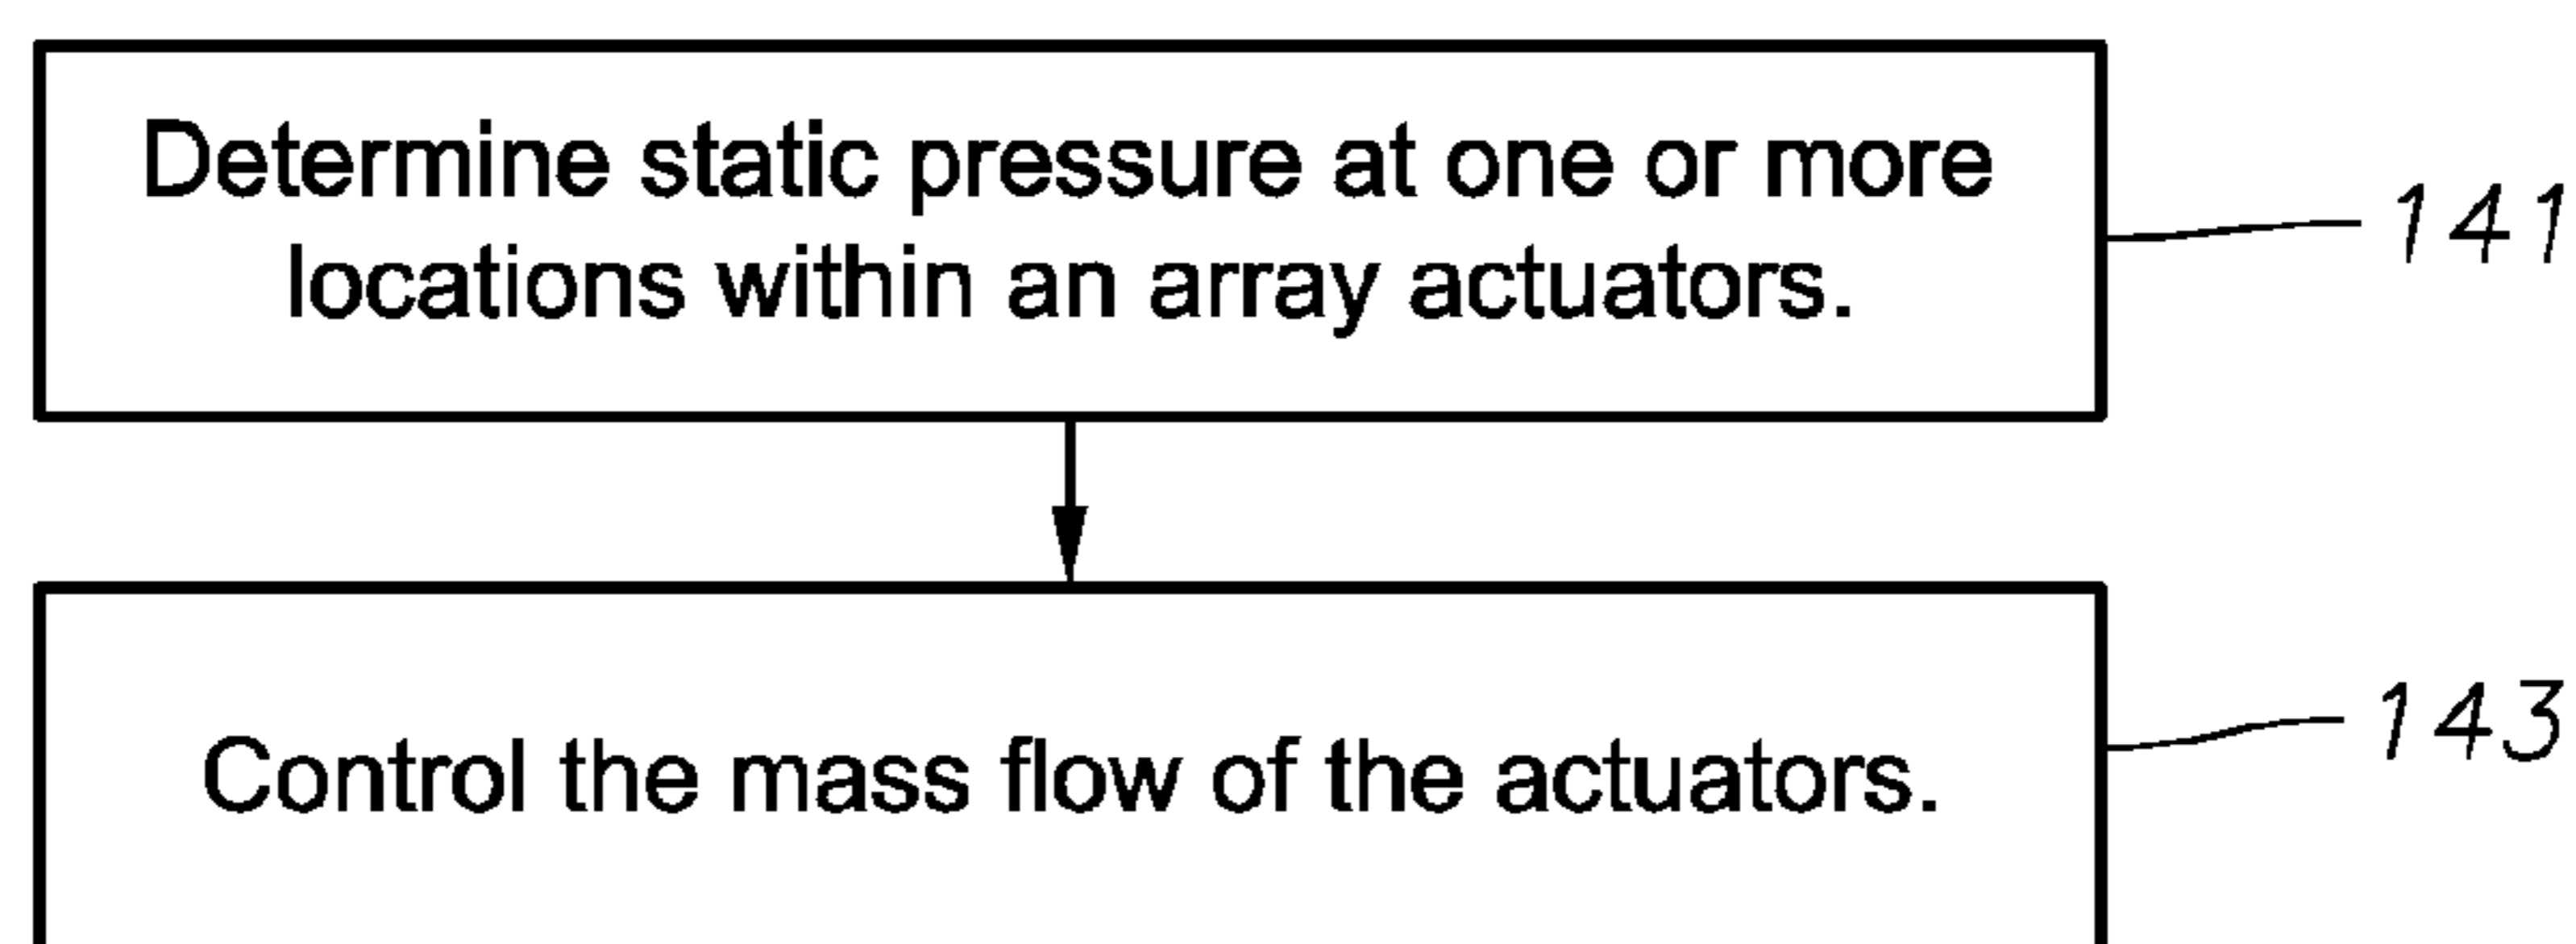 Determine static pressure at one or more
locations within an array actuators.
141
Control the mass flow of the actuators.
143